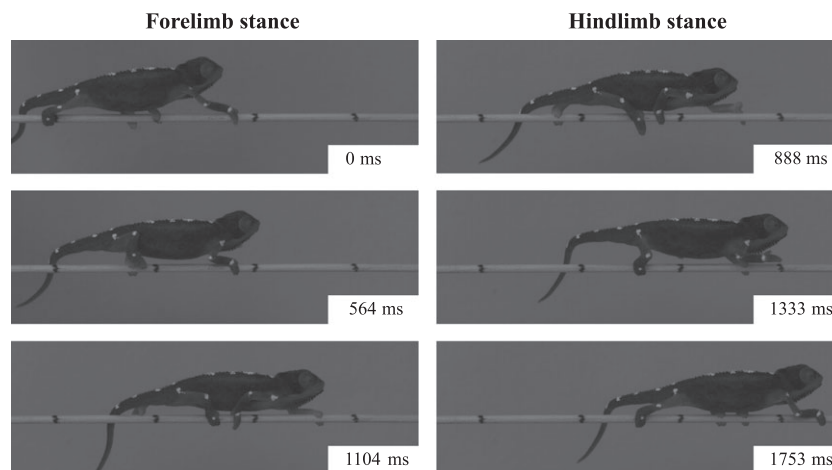 Forelimb stance
Hindlimb stance
0 ms
888 ms
564 ms
1333 ms
1104 ms
1753 ms